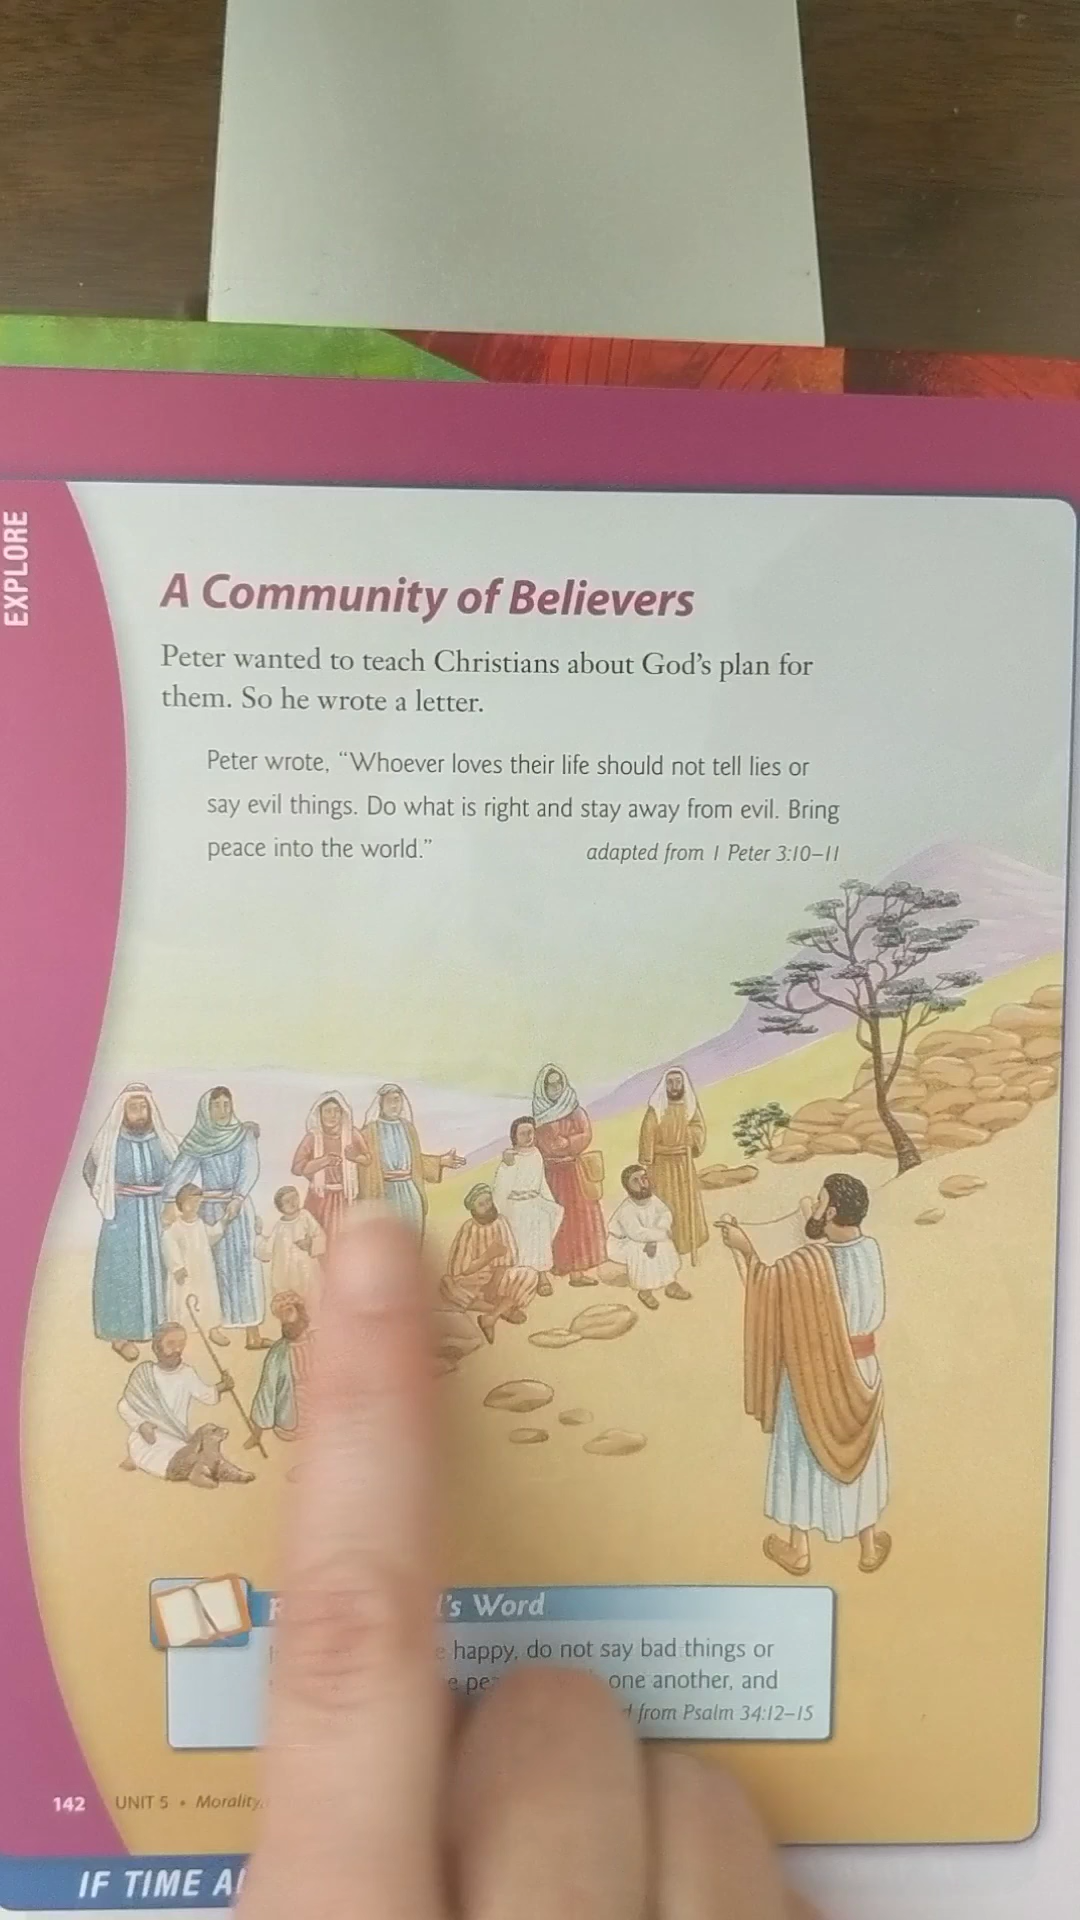 EXPLORE
A Community of Believers
Peter wanted to teach Christians about God's plan for
them. So he wrote a letter.
Peter wrote, “Whoever loves their life should not tell lies or
say evil things. Do what is right and stay away from evil. Bring
peace into the world.”
adapted from 1 Peter 3:10–11
's Word
happy, do not say bad things or
one another, and
from Psalm 34:12–15
142 UNIT 5 • Morality
IF TIME